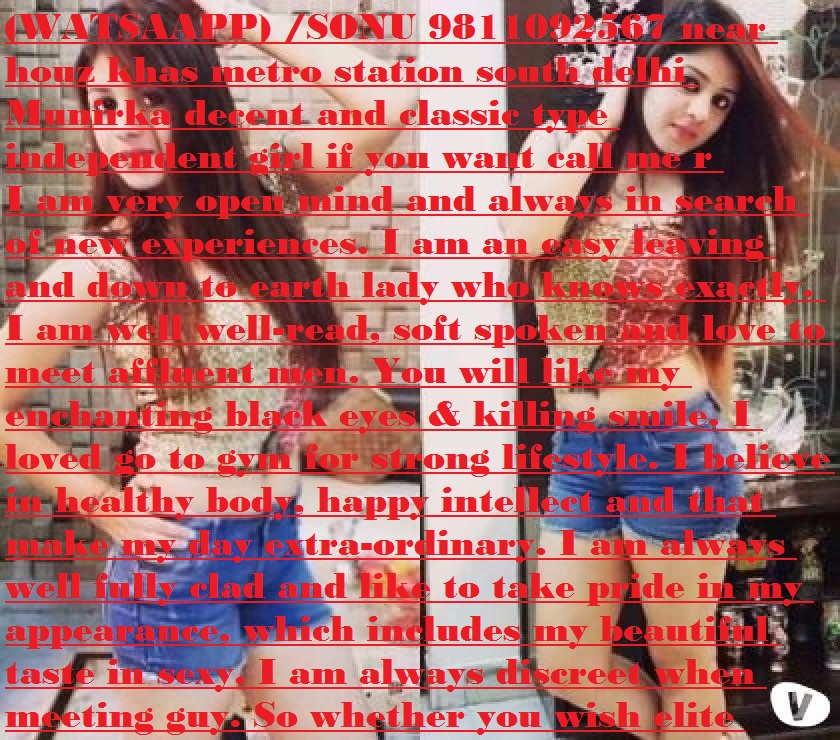 (WATSAAPP) /SONU 9811092567 near
houz khas metro station south delhi,
Munirka decent and classic type
independent girl if you want call me r
I am very open mind and always in search
of new experiences. I am an easy leaving
and down to earth lady who knows exactly.
I am well well-read, soft spoken and love to
meet affluent men. You will like my
enchanting black eyes & killing smile. I
loved go to gym for strong lifestyle. I believe
in healthy body, happy intellect and that
make my day extra-ordinary. I am always
well fully clad and like to take pride in my
appearance, which includes my beautiful
taste in sexy. I am always discreet when
meeting guy. So whether you wish elite
V